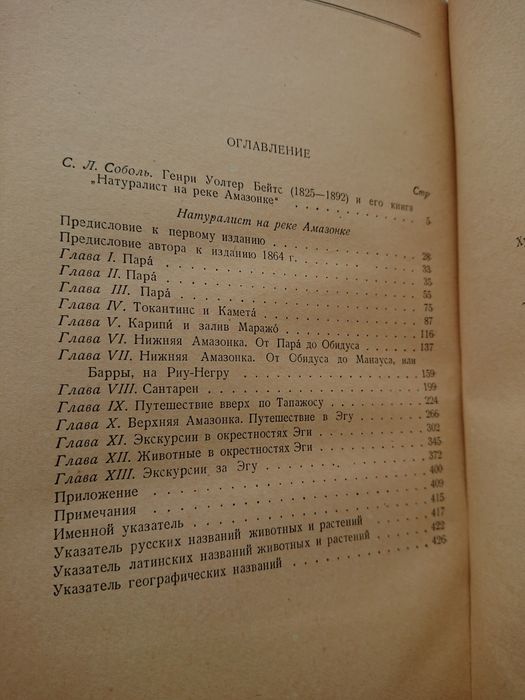 ОГЛАВЛЕНИЕ
Стр
С. Л. Соболь. Генри Уолтер Бейтс (1825—1892) и его книга
„Натуралист на реке Амазонке“ . . . . . . . . . . 5
Натуралист на реке Амазонке
Предисловие к первому изданию . . . . . . . . . . 28
Предисловие автора к изданию 1864 г. . . . . . . . . . 33
Глава I. Пара́ . . . . . . . . . . 35
Глава II. Пара́ . . . . . . . . . . 55
Глава III. Пара́ . . . . . . . . . . 75
Глава IV. Токантинс и Камета́ . . . . . . . . . . 87
Глава V. Карипи́ и залив Маражо́ . . . . . . . . . . 116
Глава VI. Нижняя Амазонка. От Пара́ до Обидуса . . . . . 137
Глава VII. Нижняя Амазонка. От Обидуса до Манауса, или
Барры, на Риу-Негру . . . . . . . . . . 159
Глава VIII. Сантарен . . . . . . . . . . 199
Глава IX. Путешествие вверх по Тапажосу . . . . . . . 224
Глава X. Верхняя Амазонка. Путешествие в Эгу . . . . . . 266
Глава XI. Экскурсии в окрестностях Эги . . . . . . . 302
Глава XII. Животные в окрестностях Эги . . . . . . . 345
Глава XIII. Экскурсии за Эгу . . . . . . . . . . 372
Приложение . . . . . . . . . . 400
Примечания . . . . . . . . . . 409
Именной указатель . . . . . . . . . . 415
Указатель русских названий животных и растений . . . . . 417
Указатель латинских названий животных и растений . . . . . 422
Указатель географических названий . . . . . . . . 426